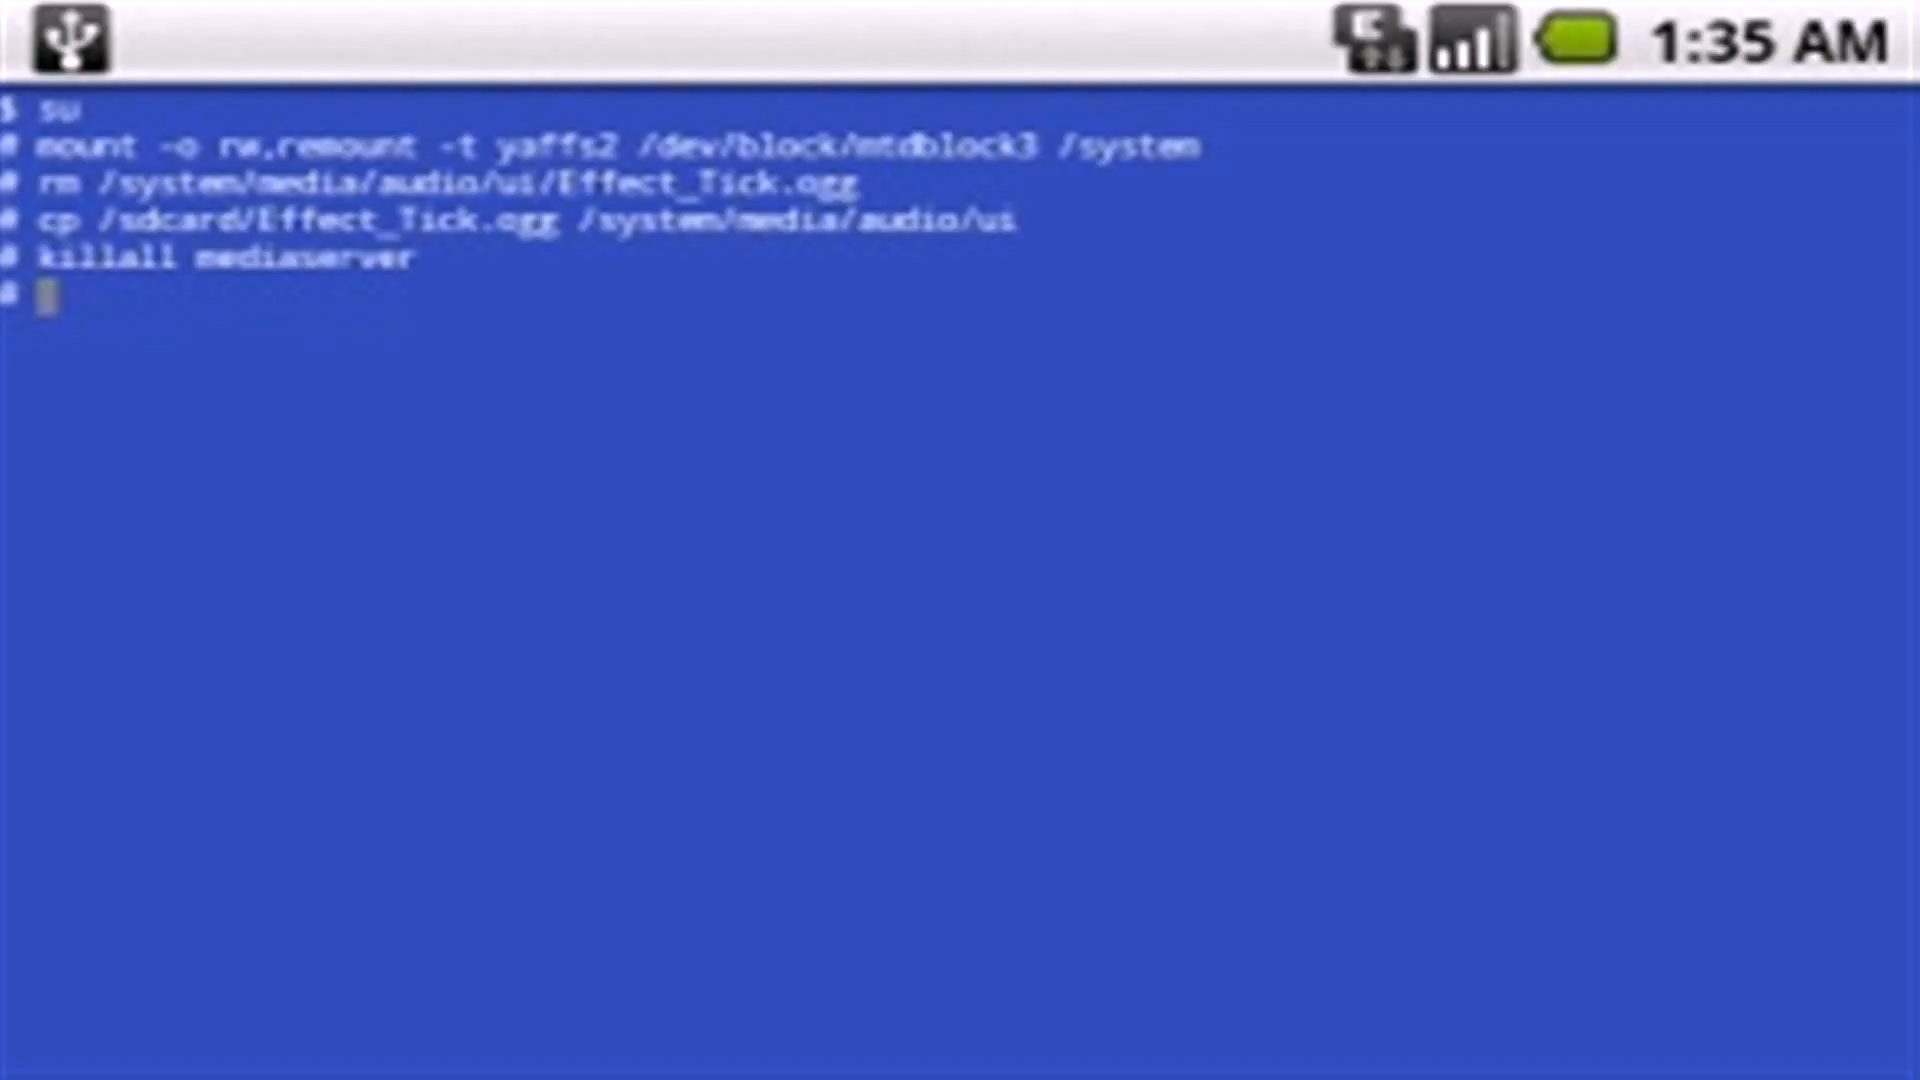 1:35 AM
$ su
# mount -o rw,remount -t yaffs2 /dev/block/mtdblock3 /system
# rm /system/media/audio/ui/Effect_Tick.ogg
# cp /sdcard/Effect_Tick.ogg /system/media/audio/ui
# killall mediaserver
#